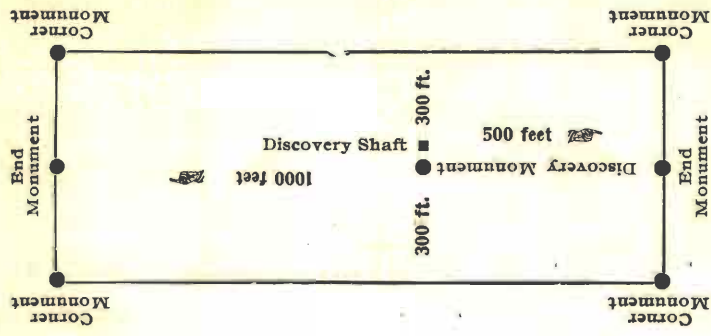 Corner
Monument
Corner
Monument
End
Monument
300 ft.
500 feet
Discovery Shaft
1000 feet
Discovery Monument
End
Monument
300 ft.
Corner
Monument
Corner
Monument